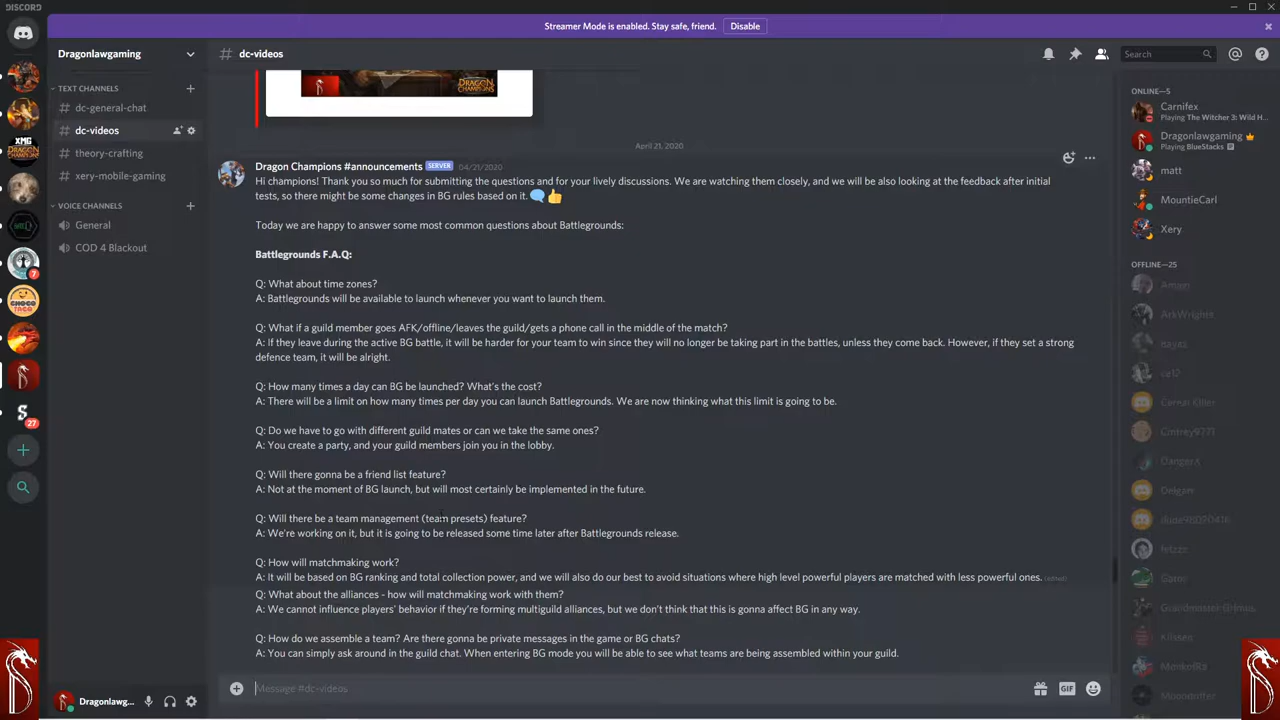 DISCORD
Streamer Mode is enabled. Stay safe, friend. Disable
Dragonlawgaming
# dc-videos
Search
TEXT CHANNELS
# dc-general-chat
# dc-videos
# theory-crafting
# xery-mobile-gaming
VOICE CHANNELS
General
COD 4 Blackout
XMG
7
CHOCO TACO
S
27
DRAGON CHAMPIONS
April 21, 2020
Dragon Champions #announcements SERVER 04/21/2020
Hi champions! Thank you so much for submitting the questions and for your lively discussions. We are watching them closely, and we will be also looking at the feedback after initial
tests, so there might be some changes in BG rules based on it.
Today we are happy to answer some most common questions about Battlegrounds:
Battlegrounds F.A.Q:
Q: What about time zones?
A: Battlegrounds will be available to launch whenever you want to launch them.
Q: What if a guild member goes AFK/offline/leaves the guild/gets a phone call in the middle of the match?
A: If they leave during the active BG battle, it will be harder for your team to win since they will no longer be taking part in the battles, unless they come back. However, if they set a strong
defence team, it will be alright.
Q: How many times a day can BG be launched? What's the cost?
A: There will be a limit on how many times per day you can launch Battlegrounds. We are now thinking what this limit is going to be.
Q: Do we have to go with different guild mates or can we take the same ones?
A: You create a party, and your guild members join you in the lobby.
Q: Will there gonna be a friend list feature?
A: Not at the moment of BG launch, but will most certainly be implemented in the future.
Q: Will there be a team management (team presets) feature?
A: We're working on it, but it is going to be released some time later after Battlegrounds release.
Q: How will matchmaking work?
A: It will be based on BG ranking and total collection power, and we will also do our best to avoid situations where high level powerful players are matched with less powerful ones. (edited)
Q: What about the alliances - how will matchmaking work with them?
A: We cannot influence players' behavior if they're forming multiguild alliances, but we don't think that this is gonna affect BG in any way.
Q: How do we assemble a team? Are there gonna be private messages in the game or BG chats?
A: You can simply ask around in the guild chat. When entering BG mode you will be able to see what teams are being assembled within your guild.
Message #dc-videos
GIF
Dragonlawg...
ONLINE—5
Carnifex
Playing The Witcher 3: Wild H...
Dragonlawgaming
Playing BlueStacks
matt
MountieCarl
Xery
OFFLINE—25
ArkWrights
ce12
Cereal Killer
Cmtrey9771
DangerX
Delgam
felzzz
Gator
Killsen